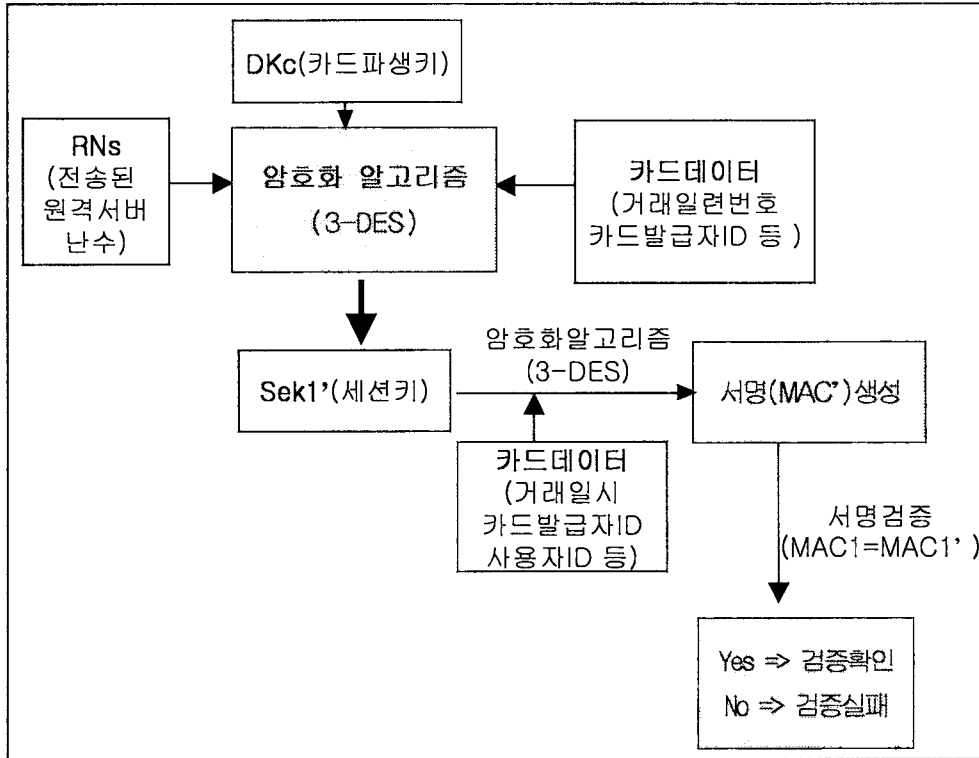 DKc(카드파생키)
RNs
(전송된
원격서버
난수)
암호화 알고리즘
(3-DES)
카드데이터
(거래일련번호
카드발급자ID 등 )
Sek1’(세션키)
암호화알고리즘
(3-DES)
서명(MAC’)생성
카드데이터
(거래일시
카드발급자ID
사용자ID 등)
서명검증
(MAC1=MAC1’ )
Yes => 검증확인
No => 검증실패